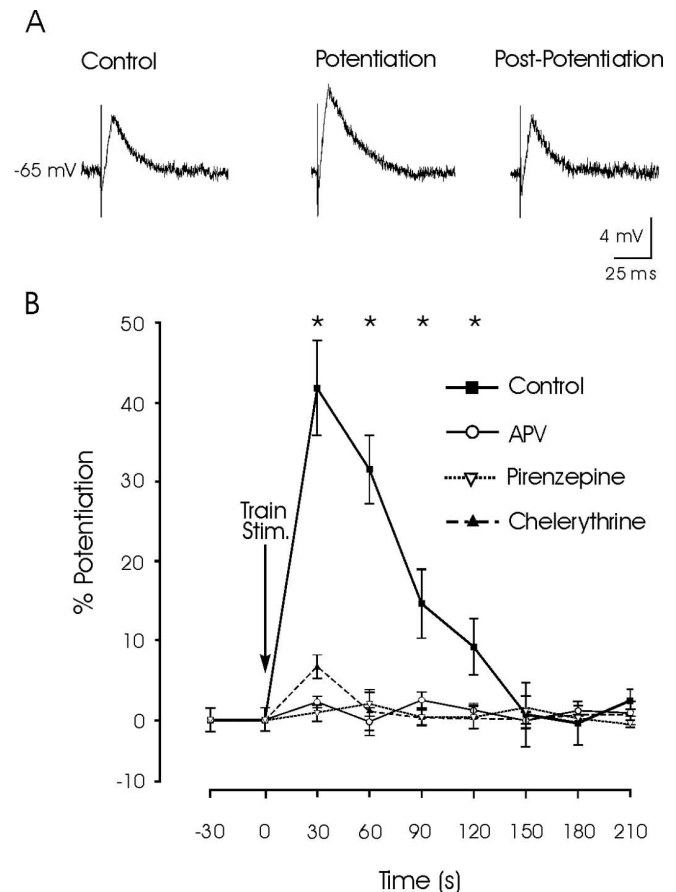 A
Control
Potentiation
Post-Potentiation
-65 mV
4 mV
25 ms
B
50
*
*
*
*
Control
40
APV
Pirenzepine
30
Chelerythrine
Train
Stim.
% Potentiation
20
10
0
-10
-30 0 30 60 90 120 150 180 210
Time (s)